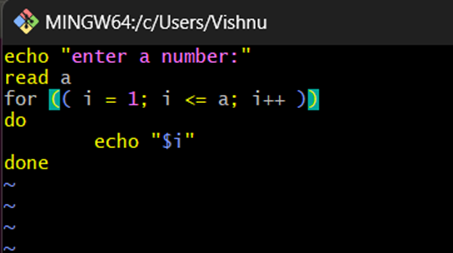 MINGW64:/c/Users/Vishnu
echo "enter a number:"
read a
for (( i = 1; i <= a; i++ ))
do
        echo "$i"
done
~
~
~
~